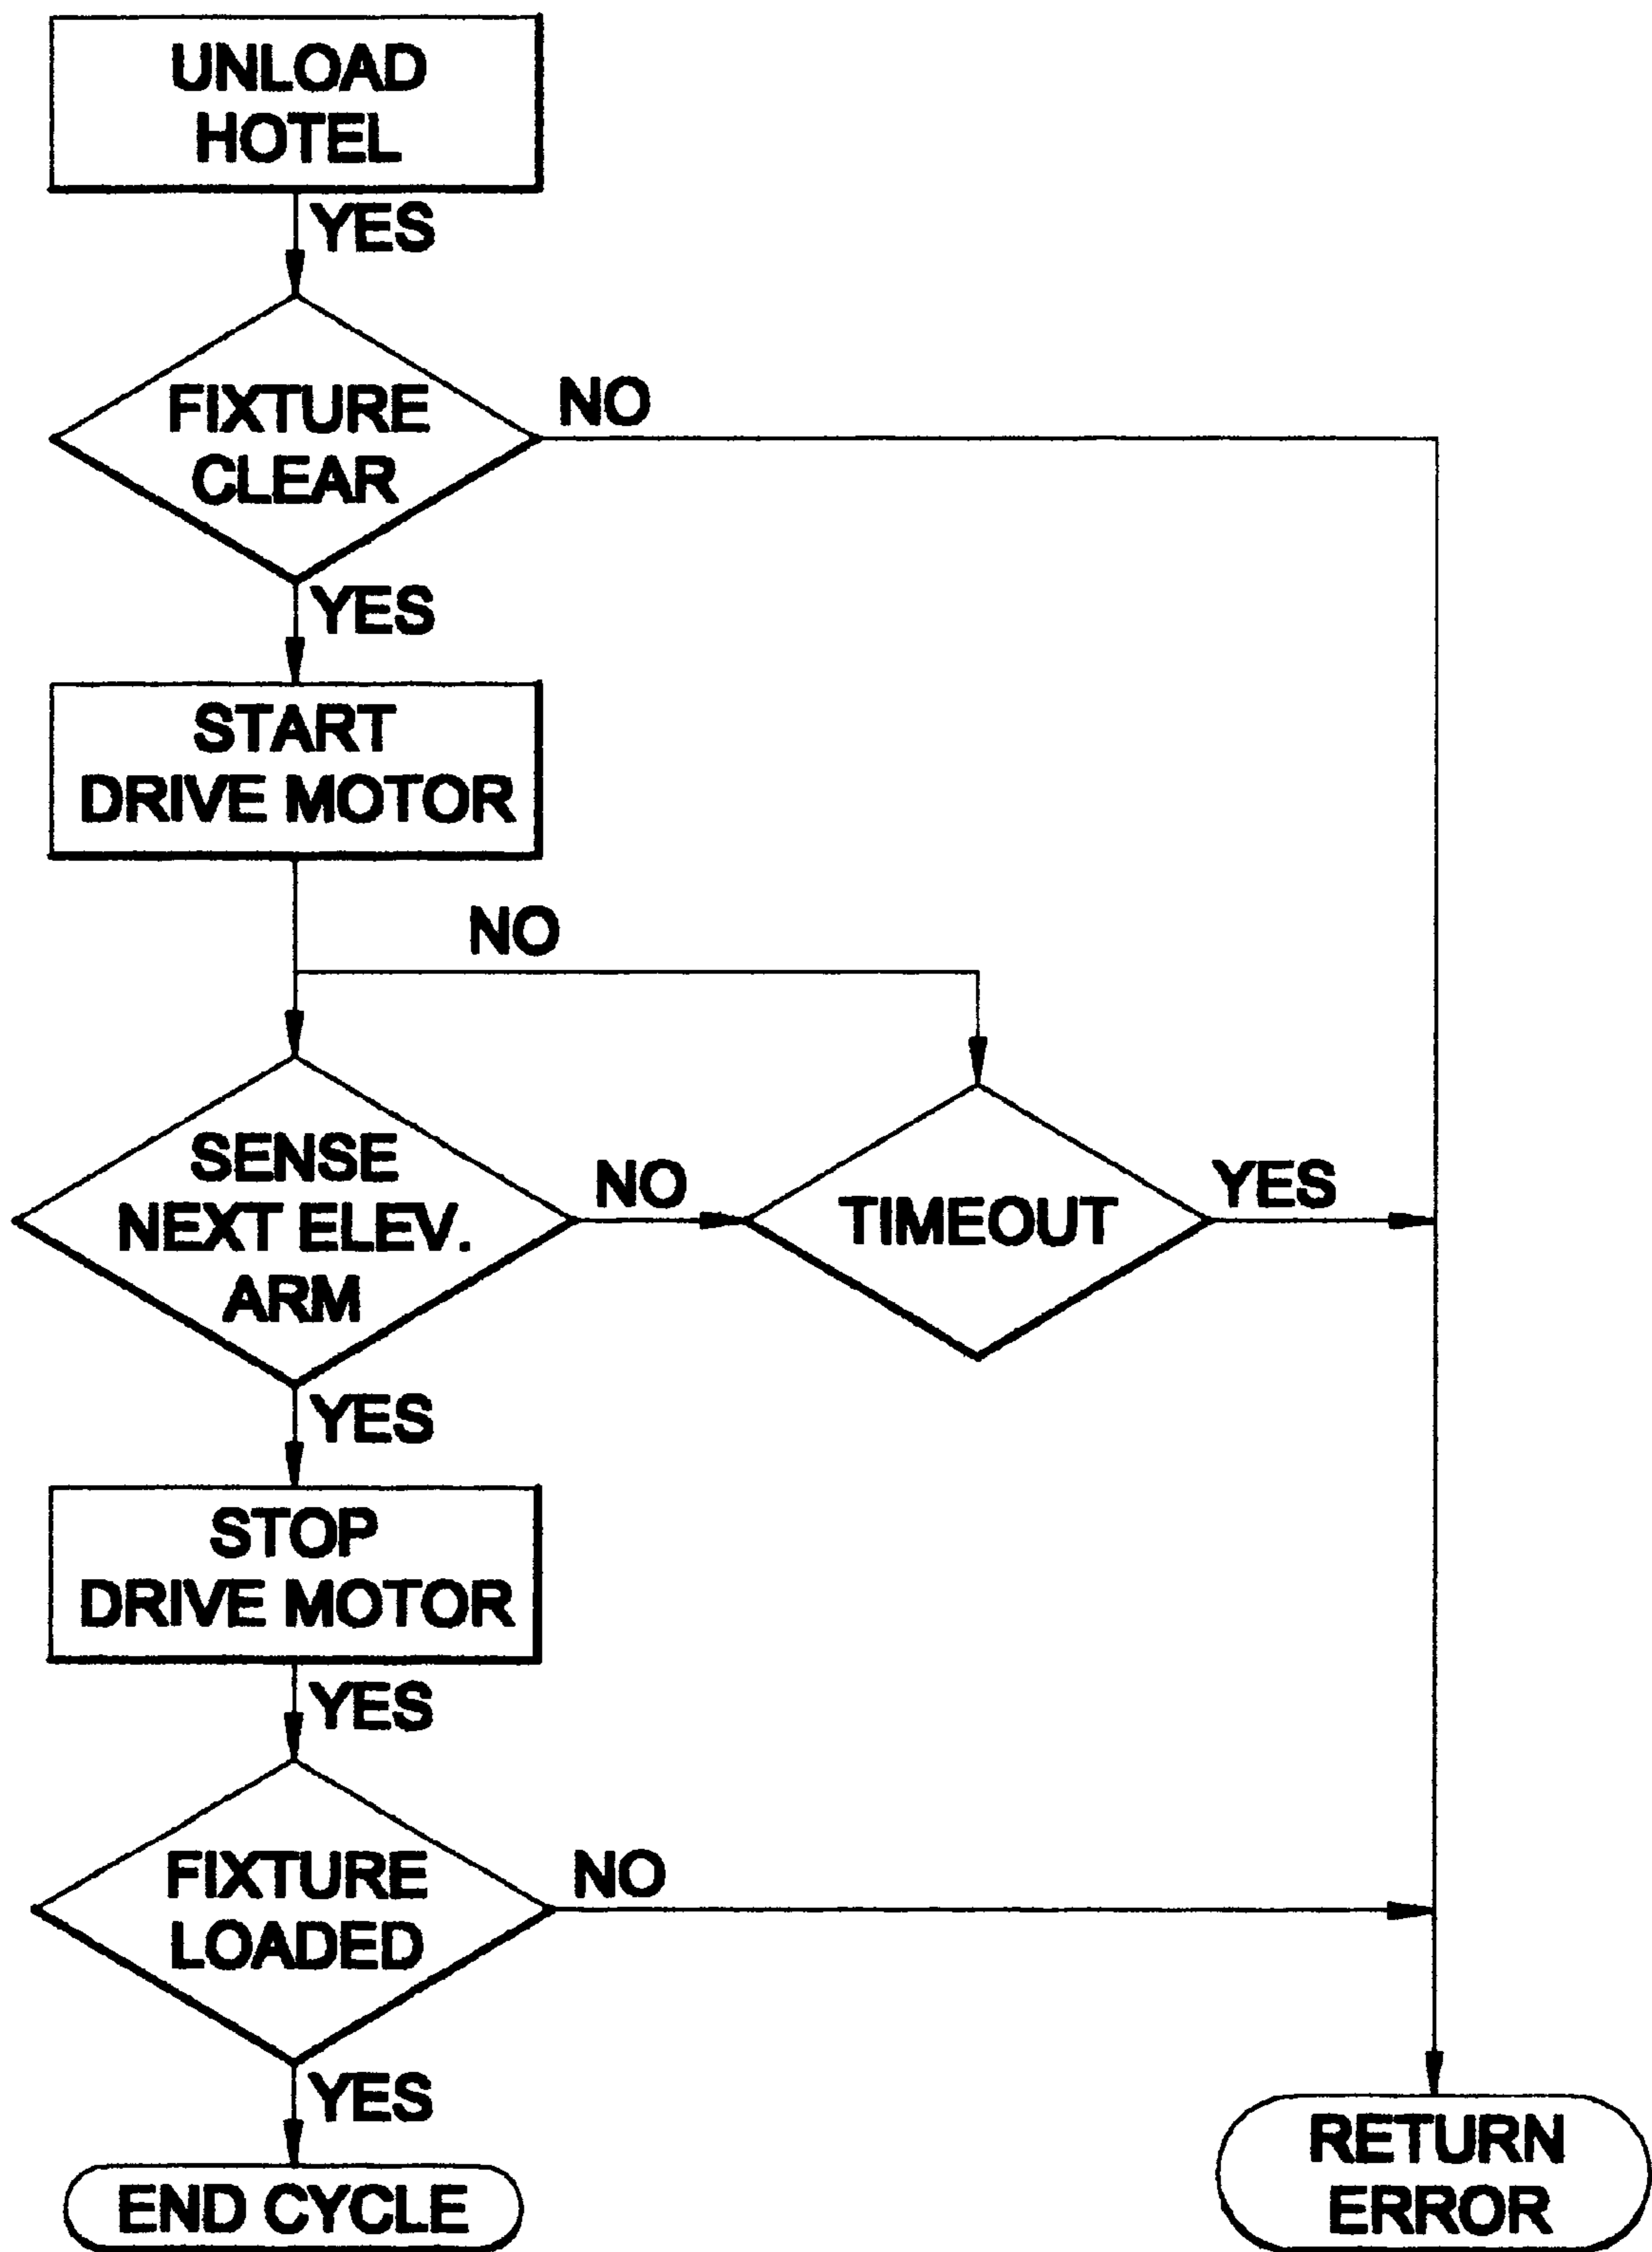 UNLOAD
HOTEL
YES
FIXTURE
CLEAR
NO
YES
START
DRIVE MOTOR
NO
SENSE
NEXT ELEV.
ARM
NO
TIMEOUT
YES
YES
STOP
DRIVE MOTOR
YES
FIXTURE
LOADED
NO
YES
END CYCLE
RETURN
ERROR